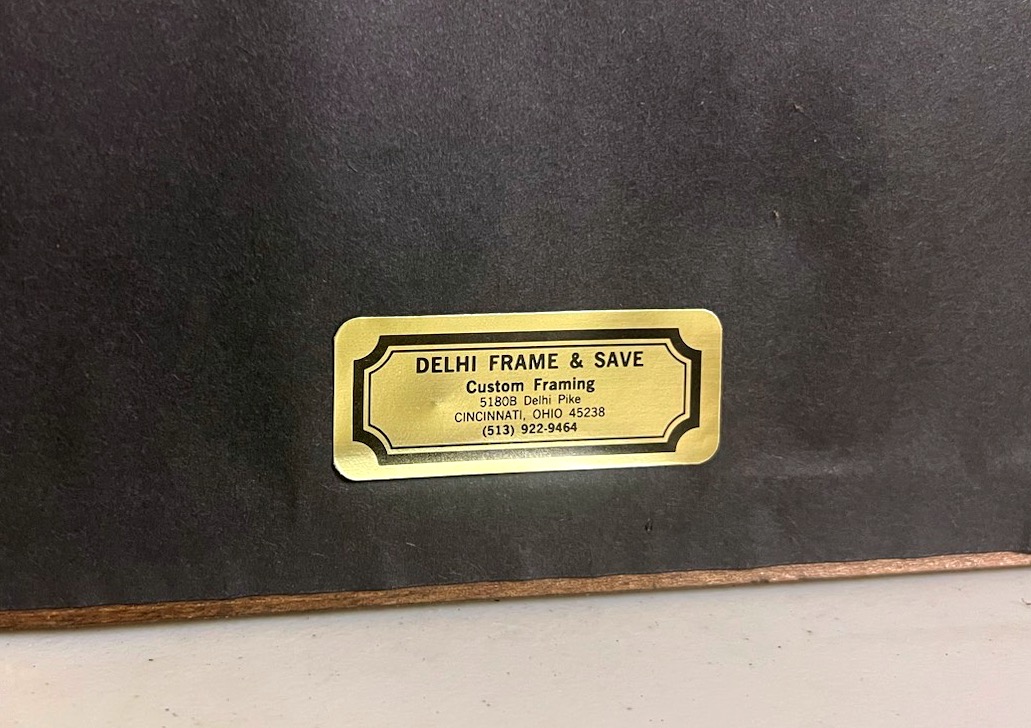 DELHI FRAME & SAVE
Custom Framing
5180B Delhi Pike
CINCINNATI, OHIO 45238
(513) 922-9464